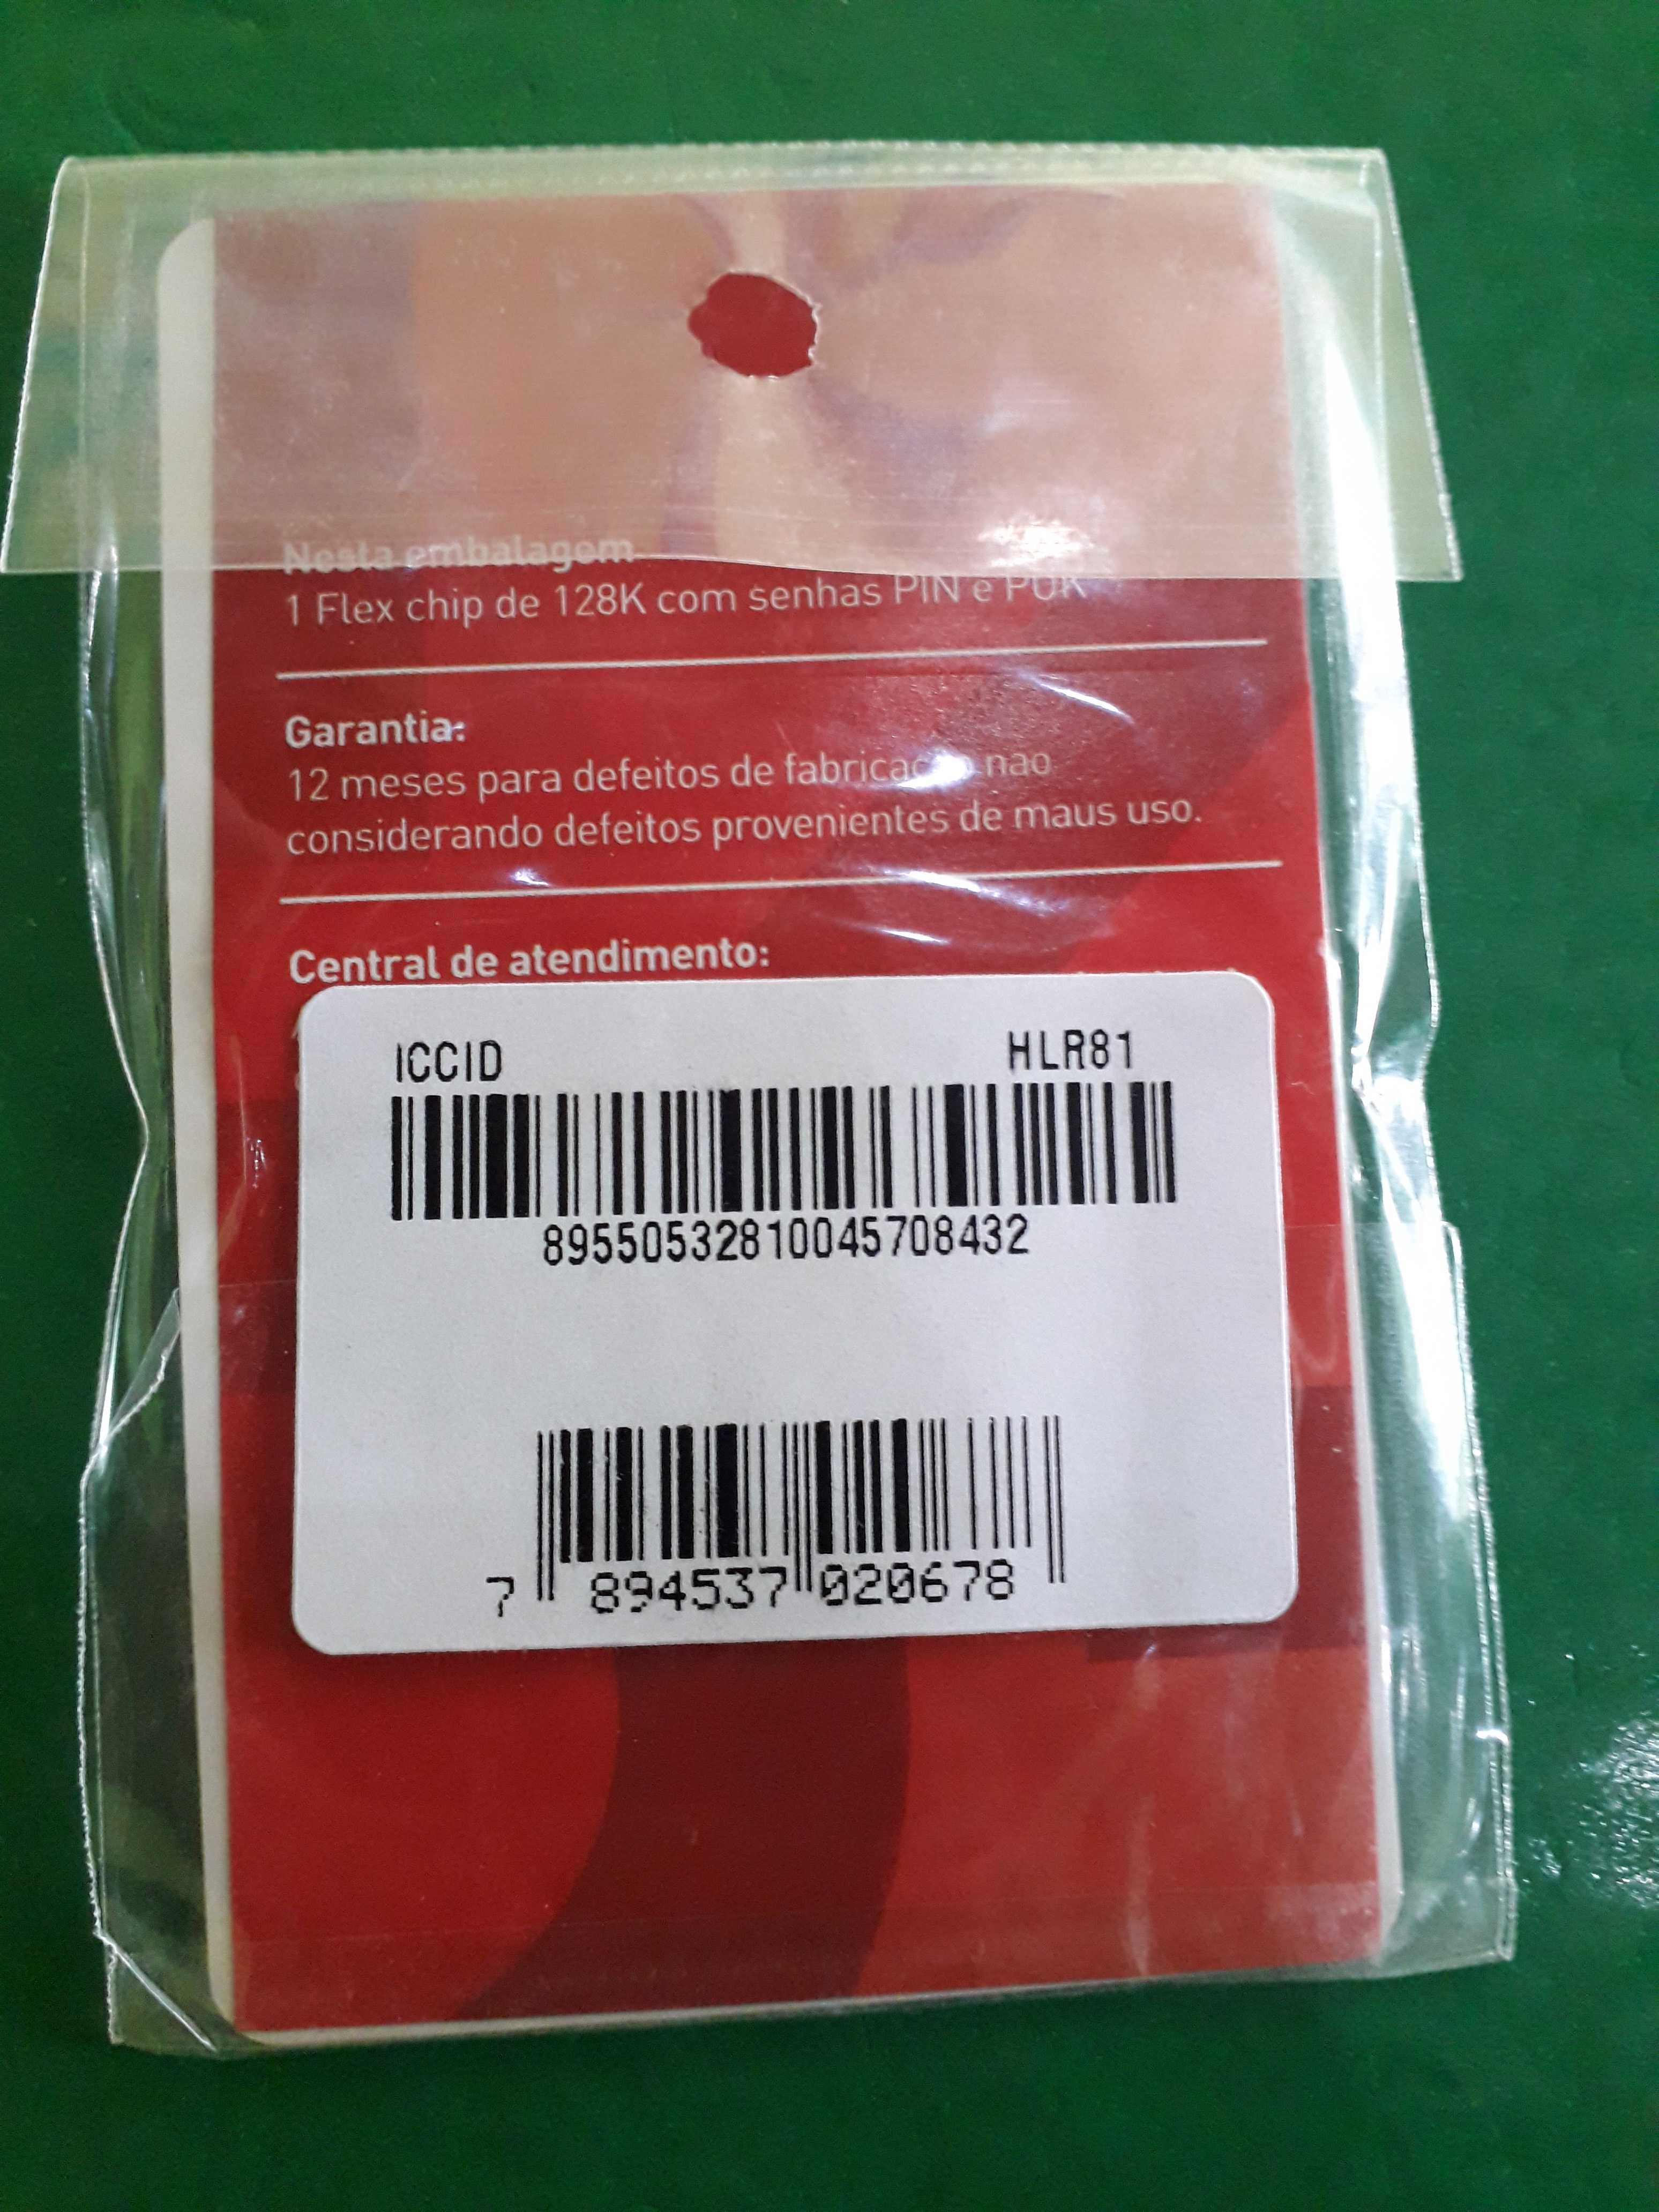 Nesta embalagem
1 Flex chip de 128K com senhas PIN e PUK
Garantia:
12 meses para defeitos de fabricação nao
considerando defeitos provenientes de maus uso.
Central de atendimento:
ICCID HLR81
89550532810045708432
7 894537 020678